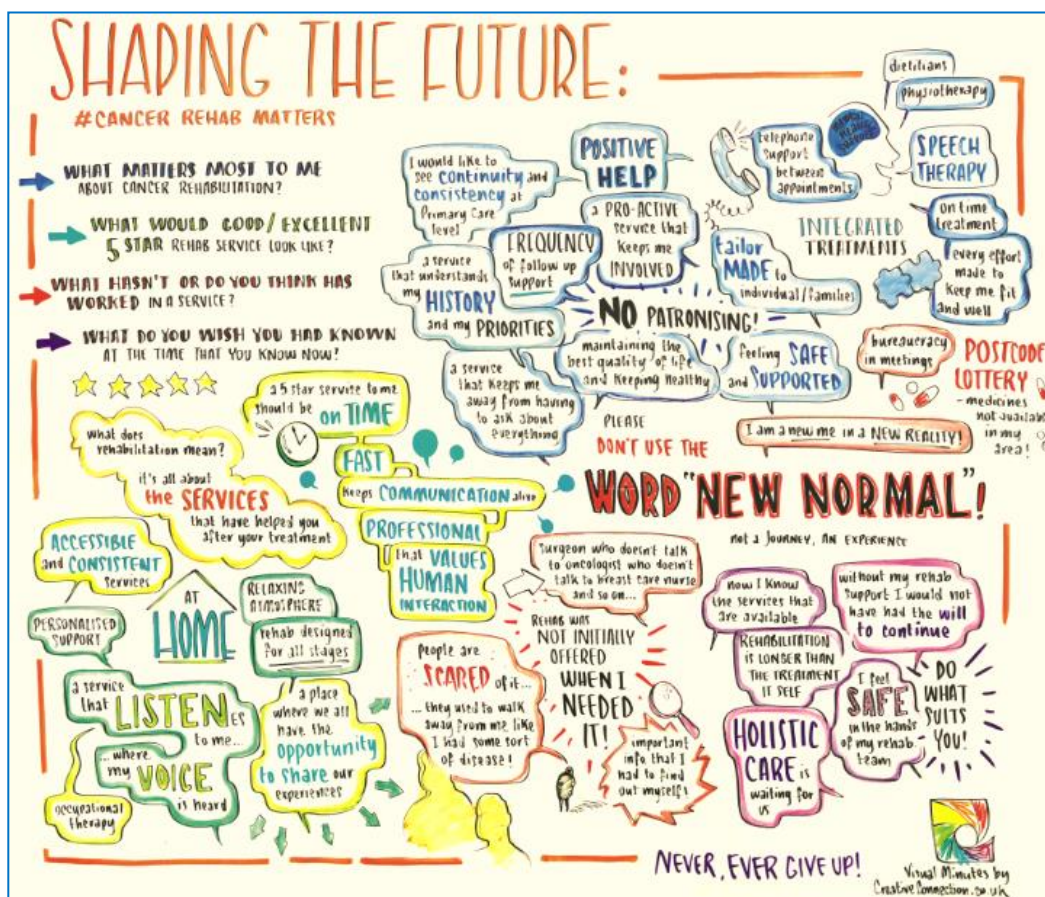 SHADING THE FUTURE:
#CANCER REHAB MATTERS
WHAT MATTERS MOST TO ME
ABOUT CANCER REHABILITATION?
WHAT WOULD GOOD/EXCELLENT
5 STAR REHAB SERVICE LOOK LIKE?
WHAT HASN'T OR DO YOU THINK HAS
WORKED IN A SERVICE?
WHAT DO YOU WISH YOU HAD KNOWN
AT THE TIME THAT YOU KNOW NOW?
I would like to
see continuity and
consistency at
Primary Care
level
POSITIVE
HELP
telephone
support
between
appointments
dietitians
physiotherapy
SPEECH
THERAPY
a service
that understands
my
HISTORY
and my PRIORITIES
FREQUENCY
of follow up
support
a PRO-ACTIVE
service that
keeps me
INVOLVED
tailor
MADE to
individual/families
INTEGRATED
TREATMENTS
on time
treatment
every effort
made to
keep me fit
and well
NO PATRONISING!
a service
that keeps me
away from having
to ask about
everything
maintaining the
best quality of life
and keeping healthy
feeling SAFE
and SUPPORTED
bureaucracy
in meetings
POSTCODE
LOTTERY
- medicines
not available
in my
area!
I am a new me in a NEW REALITY!
PLEASE
DON'T USE THE
WORD "NEW NORMAL"!
not a JOURNEY, AN EXPERIENCE
a 5 star service to me
should be
on TIME
FAST
keeps COMMUNICATION alive
PROFESSIONAL
that VALUES
HUMAN
INTERACTION
what does
rehabilitation mean?
it's all about
the SERVICES
that have helped you
after your treatment
ACCESSIBLE
and CONSISTENT
services
AT
HOME
PERSONALISED
SUPPORT
RELAXING
ATMOSPHERE
rehab designed
for all stages
a service
that LISTENes
to me...
...where
my VOICE
is heard
occupational
therapy
a place
where we all
have the
opportunity
to share our
experiences
surgeon who doesn't talk
to oncologist who doesn't
talk to breast care nurse
and so on...
people are
SCARED of it...
...they used to walk
away from me like
I had some sort
of disease!
REHAB WAS
NOT INITIALLY
OFFERED
WHEN I
NEEDED
IT!
important
info that I
had to find
out myself!
now I know
the services that
are available
without my rehab
support I would not
have had the will
to continue
REHABILITATION
IS LONGER THAN
THE TREATMENT
IT SELF
I feel
SAFE
in the hands
of my rehab
team
HOLISTIC
CARE is
waiting for
us
DO
WHAT
SUITS
YOU!
NEVER, EVER GIVE UP!
Visual Minutes by
CreativeConnection.co.uk